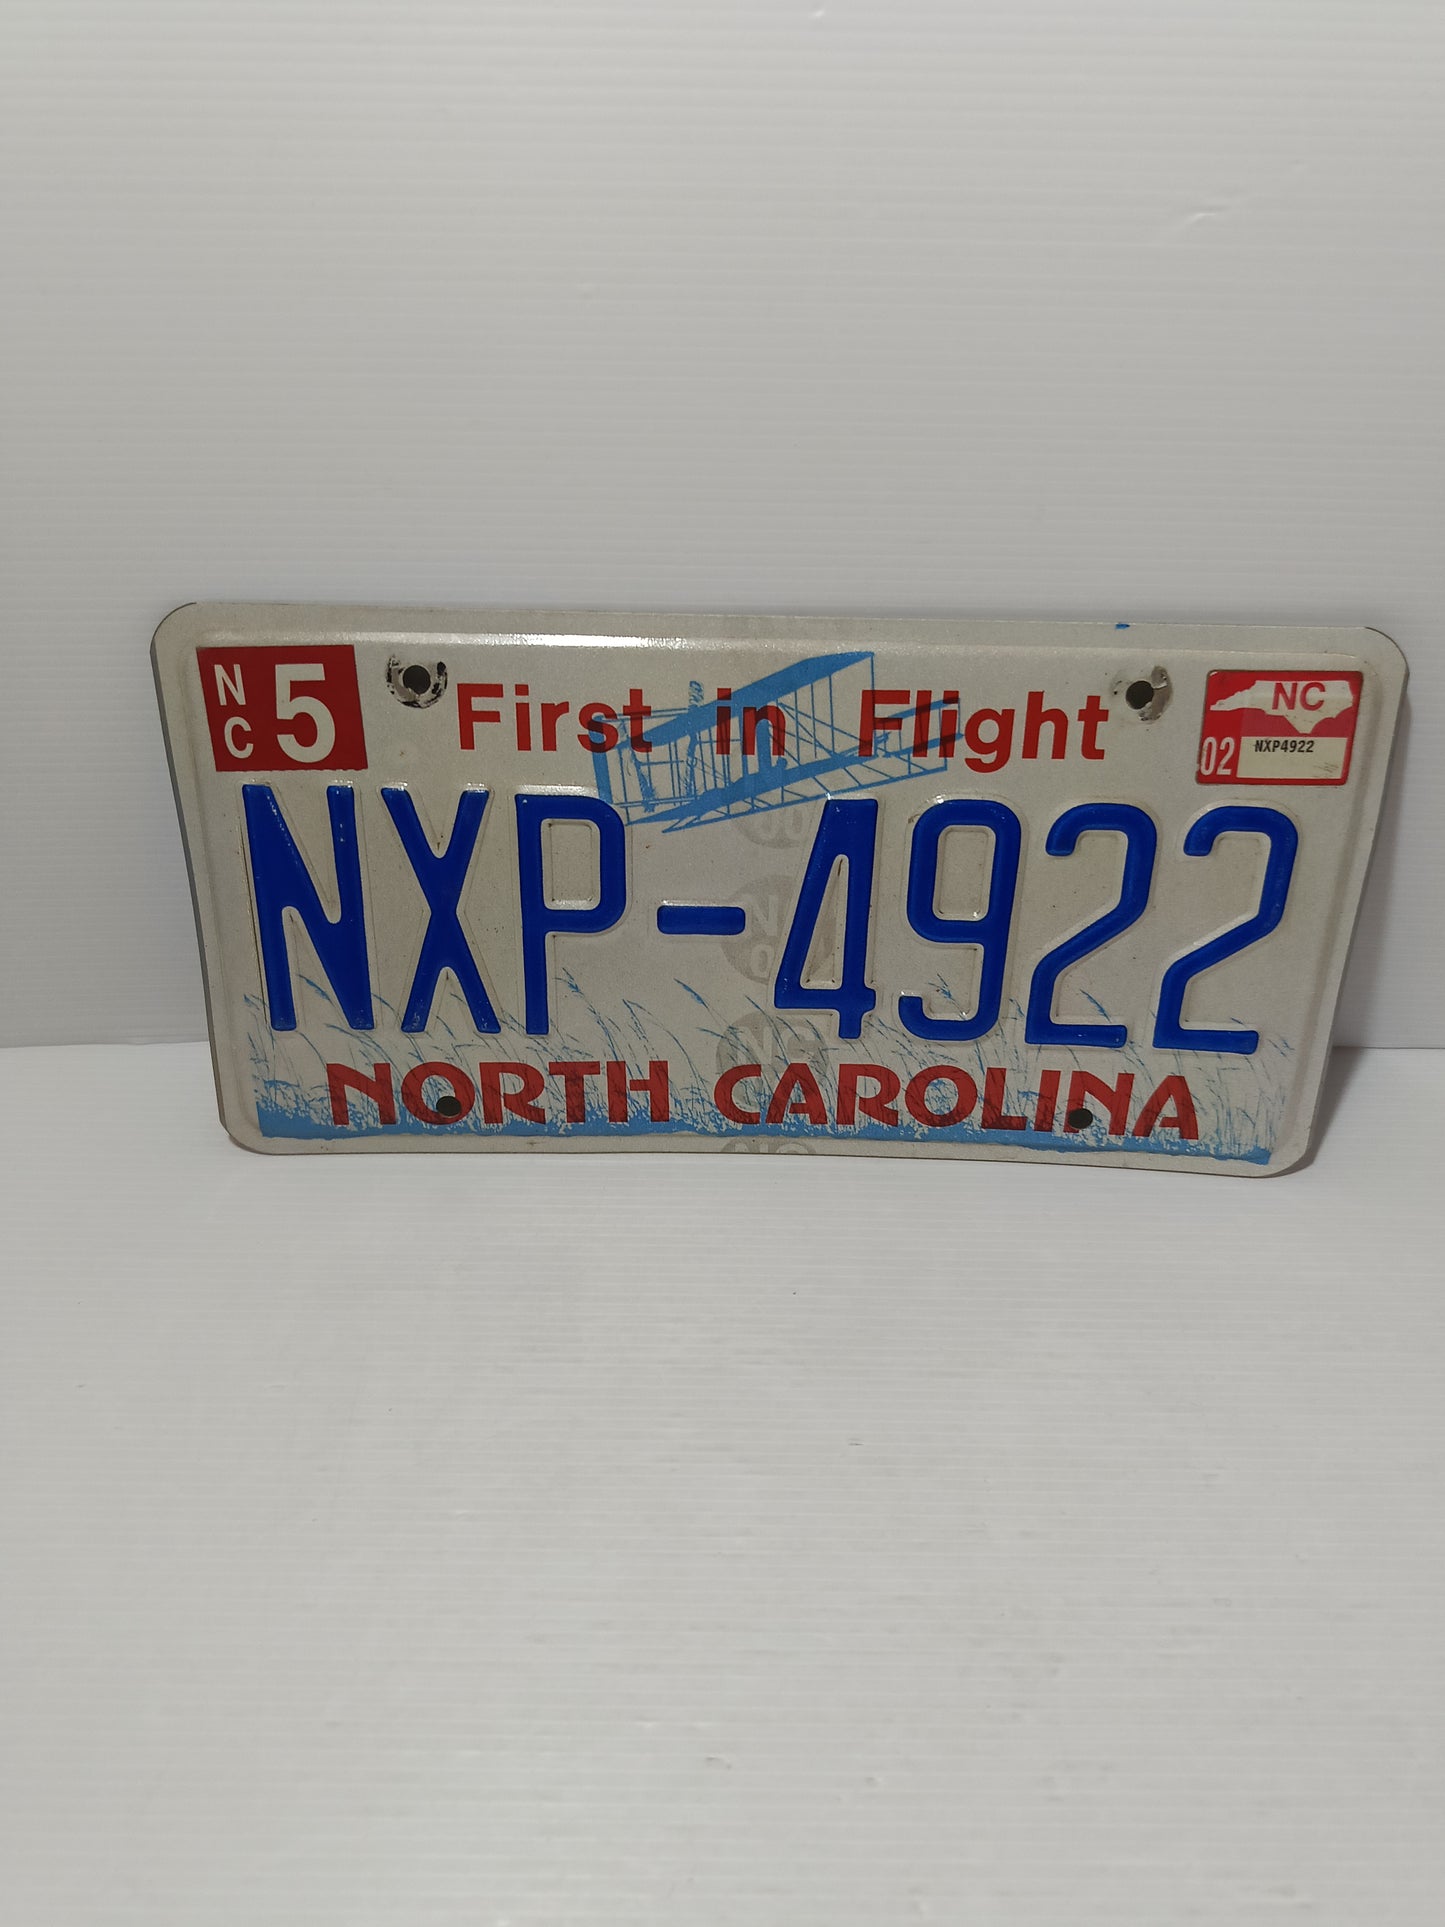 NC 5
First in Flight
NC
02 NXP4922
NXP-4922
NORTH CAROLINA